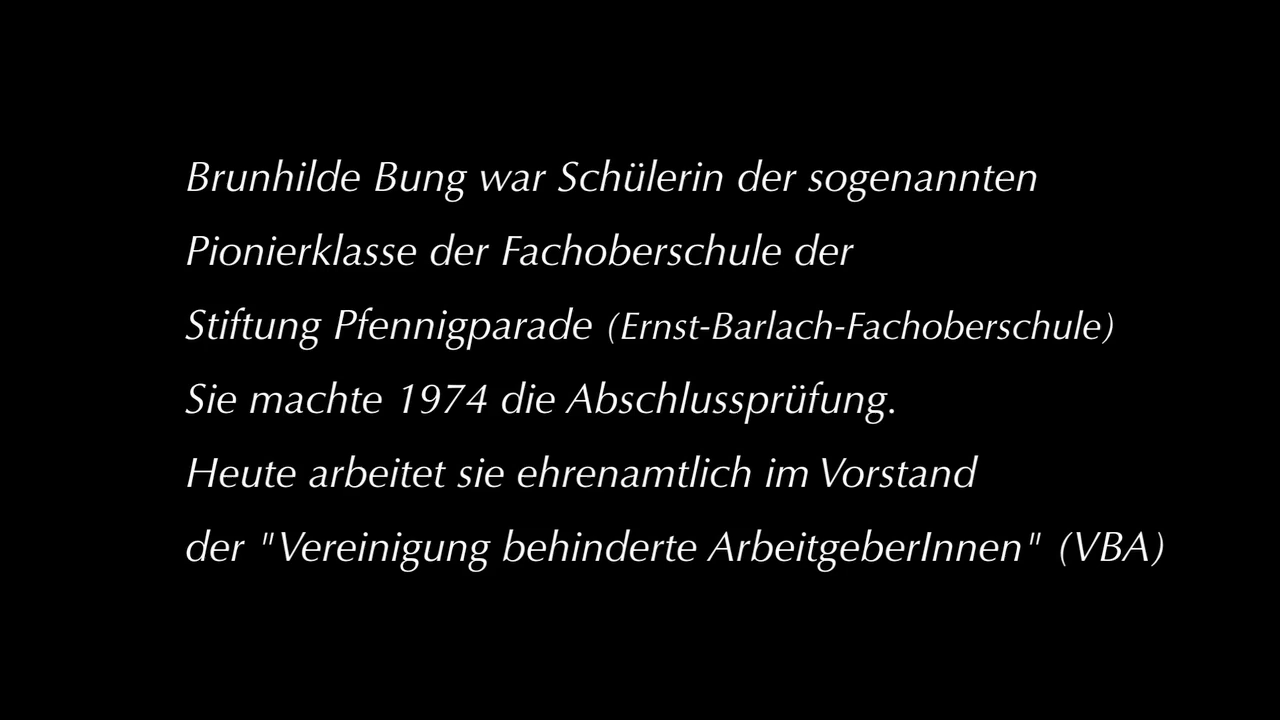 Brunhilde Bung war Schülerin der sogenannten
Pionierklasse der Fachoberschule der
Stiftung Pfennigparade (Ernst-Barlach-Fachoberschule)
Sie machte 1974 die Abschlussprüfung.
Heute arbeitet sie ehrenamtlich im Vorstand
der "Vereinigung behinderte ArbeitgeberInnen" (VBA)